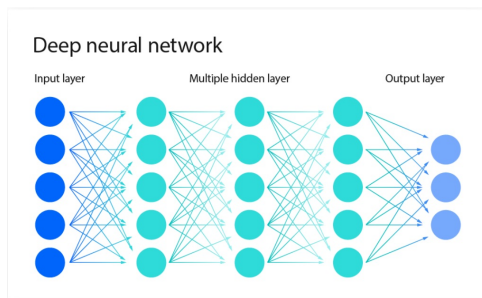 Deep neural network
Input layer
Multiple hidden layer
Output layer